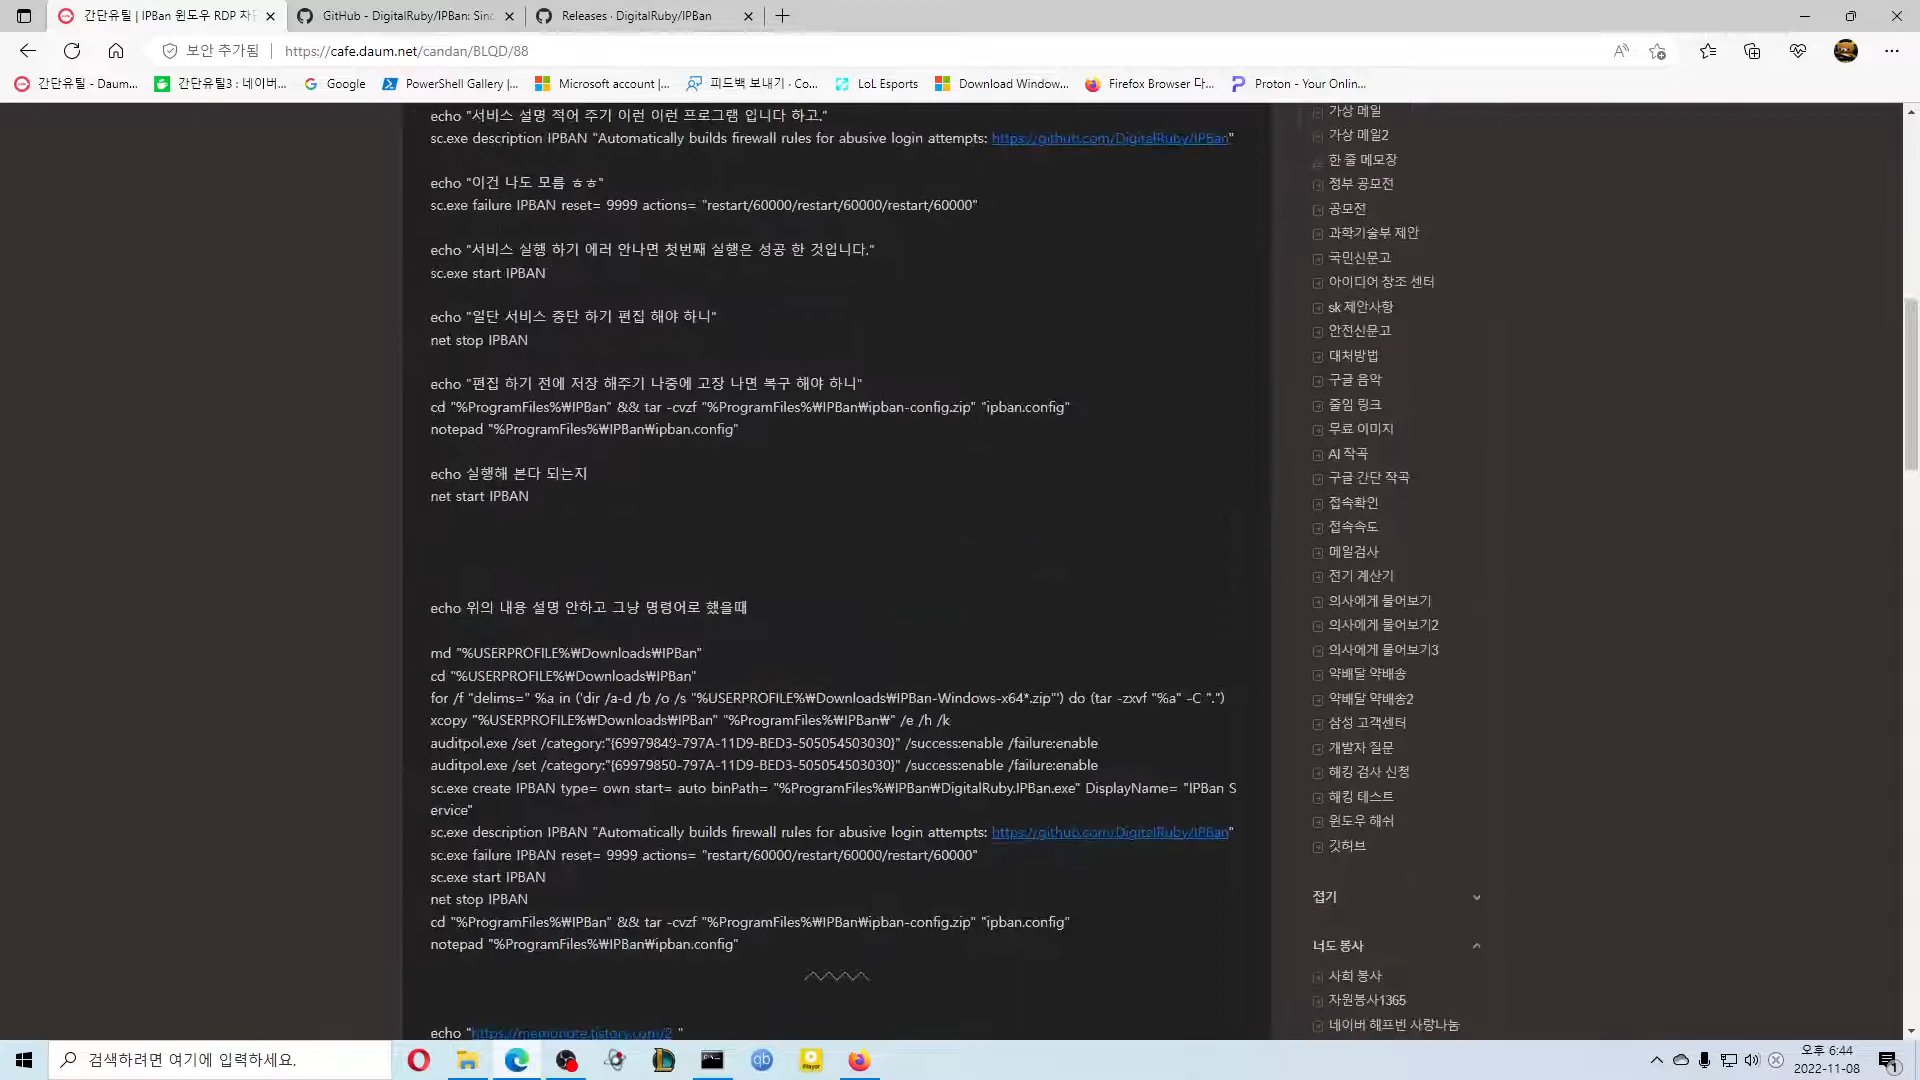 간단유틸 | IPBan 윈도우 RDP 자동
GitHub - DigitalRuby/IPBan: Sinc
Releases · DigitalRuby/IPBan
보안 추가됨
https://cafe.daum.net/candan/BLQD/88
간단유틸 - Daum...
간단유틸3 : 네이버...
Google
PowerShell Gallery |...
Microsoft account |...
피드백 보내기 · Co...
LoL Esports
Download Window...
Firefox Browser 다...
Proton - Your Onlin...
echo "서비스 설명 적어 주기 이런 이런 프로그램 입니다 하고."
sc.exe description IPBAN "Automatically builds firewall rules for abusive login attempts: https://github.com/DigitalRuby/IPBan"
echo "이건 나도 모름 ㅎㅎ"
sc.exe failure IPBAN reset= 9999 actions= "restart/60000/restart/60000/restart/60000"
echo "서비스 실행 하기 에러 안나면 첫번째 실행은 성공 한 것입니다."
sc.exe start IPBAN
echo "일단 서비스 중단 하기 편집 해야 하니"
net stop IPBAN
echo "편집 하기 전에 저장 해주기 나중에 고장 나면 복구 해야 하니"
cd "%ProgramFiles%₩IPBan" && tar -cvzf "%ProgramFiles%₩IPBan₩ipban-config.zip" "ipban.config"
notepad "%ProgramFiles%₩IPBan₩ipban.config"
echo 실행해 본다 되는지
net start IPBAN
echo 위의 내용 설명 안하고 그냥 명령어로 했을때
md "%USERPROFILE%₩Downloads₩IPBan"
cd "%USERPROFILE%₩Downloads₩IPBan"
for /f "delims=" %a in ('dir /a-d /b /o /s "%USERPROFILE%₩Downloads₩IPBan-Windows-x64*.zip"') do (tar -zxvf "%a" -C ".")
xcopy "%USERPROFILE%₩Downloads₩IPBan" "%ProgramFiles%₩IPBan₩" /e /h /k
auditpol.exe /set /category:"{69979849-797A-11D9-BED3-505054503030}" /success:enable /failure:enable
auditpol.exe /set /category:"{69979850-797A-11D9-BED3-505054503030}" /success:enable /failure:enable
sc.exe create IPBAN type= own start= auto binPath= "%ProgramFiles%₩IPBan₩DigitalRuby.IPBan.exe" DisplayName= "IPBan S
ervice"
sc.exe description IPBAN "Automatically builds firewall rules for abusive login attempts: https://github.com/DigitalRuby/IPBan"
sc.exe failure IPBAN reset= 9999 actions= "restart/60000/restart/60000/restart/60000"
sc.exe start IPBAN
net stop IPBAN
cd "%ProgramFiles%₩IPBan" && tar -cvzf "%ProgramFiles%₩IPBan₩ipban-config.zip" "ipban.config"
notepad "%ProgramFiles%₩IPBan₩ipban.config"
echo "https://memonote.tistory.com/2 "
가상 메일
가상 메일2
한 줄 메모장
정부 공모전
공모전
과학기술부 제안
국민신문고
아이디어 창조 센터
sk 제안사항
안전신문고
대처방법
구글 음악
줄임 링크
무료 이미지
AI 작곡
구글 간단 작곡
접속확인
접속속도
메일검사
전기 계산기
의사에게 물어보기
의사에게 물어보기2
의사에게 물어보기3
약배달 약배송
약배달 약배송2
삼성 고객센터
개발자 질문
해킹 검사 신청
해킹 테스트
윈도우 해쉬
깃허브
접기
너도 봉사
사회 봉사
자원봉사1365
네이버 해프빈 사랑나눔
검색하려면 여기에 입력하세요.
qb
Player
오후 6:44
2022-11-08
1